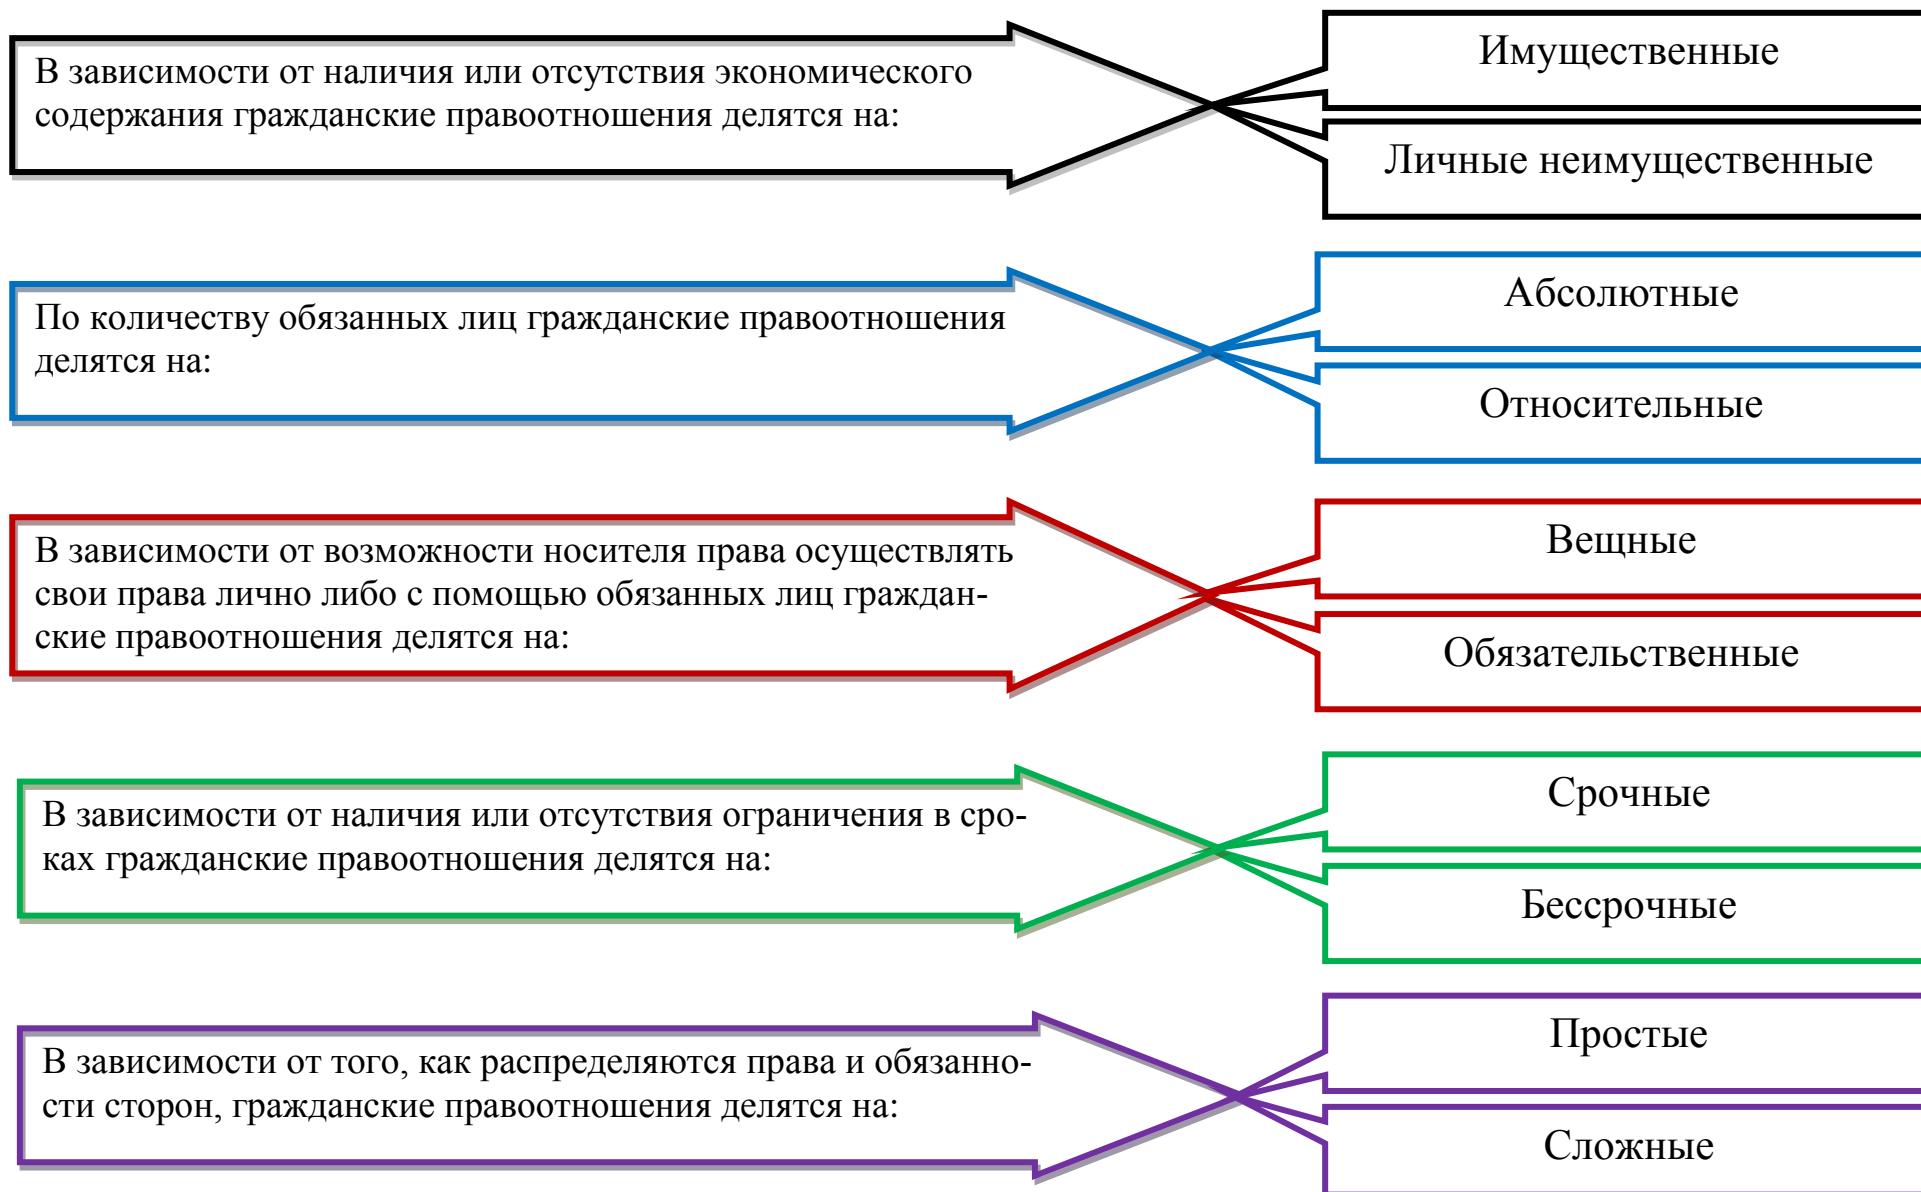 В зависимости от наличия или отсутствия экономического
содержания гражданские правоотношения делятся на:
Имущественные
Личные неимущественные
По количеству обязанных лиц гражданские правоотношения
делятся на:
Абсолютные
Относительные
В зависимости от возможности носителя права осуществлять
свои права лично либо с помощью обязанных лиц граждан-
ские правоотношения делятся на:
Вещные
Обязательственные
В зависимости от наличия или отсутствия ограничения в сро-
ках гражданские правоотношения делятся на:
Срочные
Бессрочные
В зависимости от того, как распределяются права и обязанно-
сти сторон, гражданские правоотношения делятся на:
Простые
Сложные